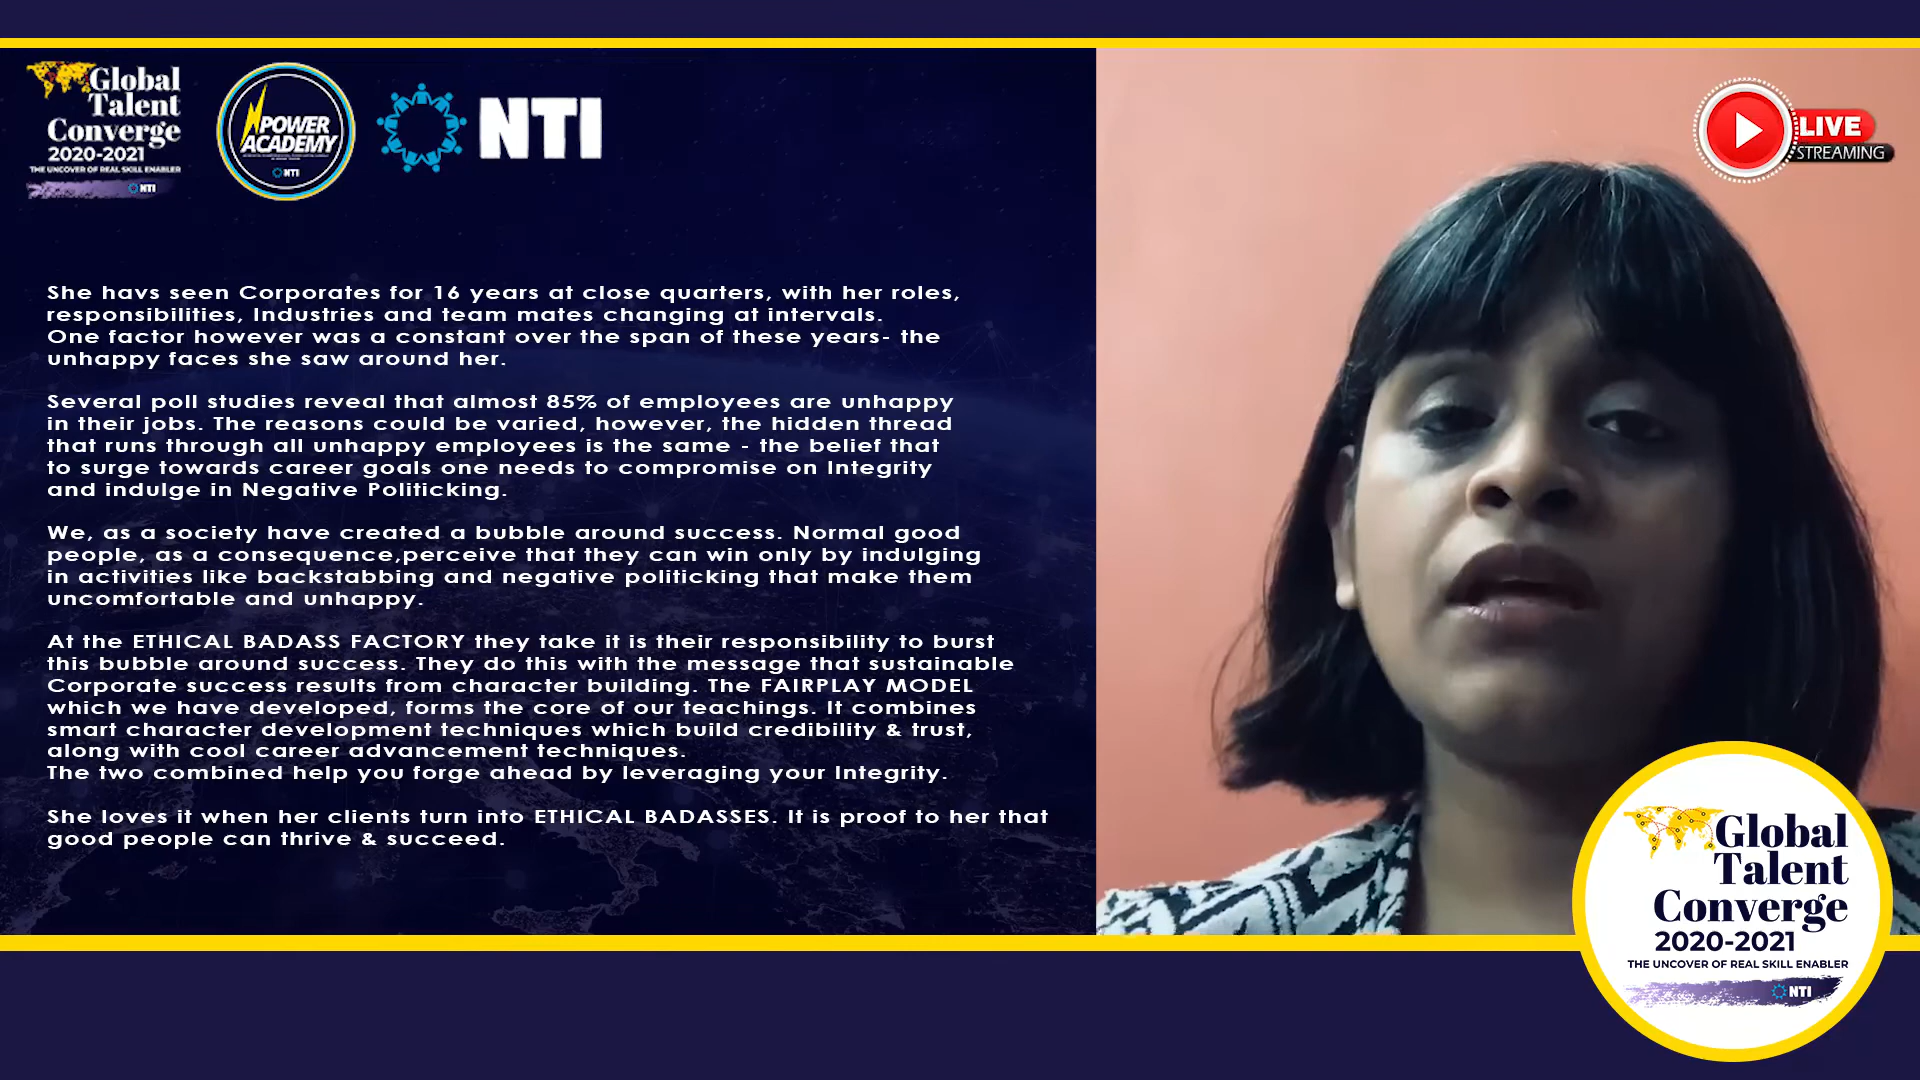 Global
Talent
Converge
2020-2021
THE UNCOVER OF REAL SKILL ENABLER
NTI
POWER
ACADEMY
NTI
NTI
LIVE
STREAMING
She havs seen Corporates for 16 years at close quarters, with her roles,
responsibilities, Industries and team mates changing at intervals.
One factor however was a constant over the span of these years- the
unhappy faces she saw around her.
Several poll studies reveal that almost 85% of employees are unhappy
in their jobs. The reasons could be varied, however, the hidden thread
that runs through all unhappy employees is the same - the belief that
to surge towards career goals one needs to compromise on Integrity
and indulge in Negative Politicking.
We, as a society have created a bubble around success. Normal good
people, as a consequence,perceive that they can win only by indulging
in activities like backstabbing and negative politicking that make them
uncomfortable and unhappy.
At the ETHICAL BADASS FACTORY they take it is their responsibility to burst
this bubble around success. They do this with the message that sustainable
Corporate success results from character building. The FAIRPLAY MODEL
which we have developed, forms the core of our teachings. It combines
smart character development techniques which build credibility & trust,
along with cool career advancement techniques.
The two combined help you forge ahead by leveraging your Integrity.
She loves it when her clients turn into ETHICAL BADASSES. It is proof to her that
good people can thrive & succeed.
Global
Talent
Converge
2020-2021
THE UNCOVER OF REAL SKILL ENABLER
NTI